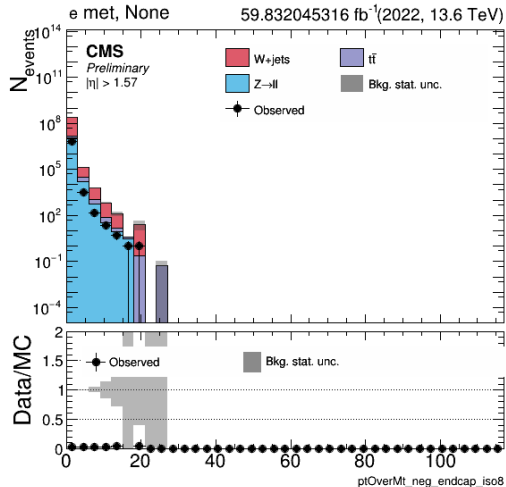 e met, None 59.832045316 fb⁻¹(2022, 13.6 TeV)
CMS
Preliminary
|η| > 1.57
W+jets
tt̄
Z→ll
Bkg. stat. unc.
Observed
N_events
10¹⁴
10¹¹
10⁸
10⁵
10²
10⁻¹
10⁻⁴
Data/MC
2
1.5
1
0.5
0
Observed
Bkg. stat. unc.
0 20 40 60 80 100
ptOverMt_neg_endcap_iso8